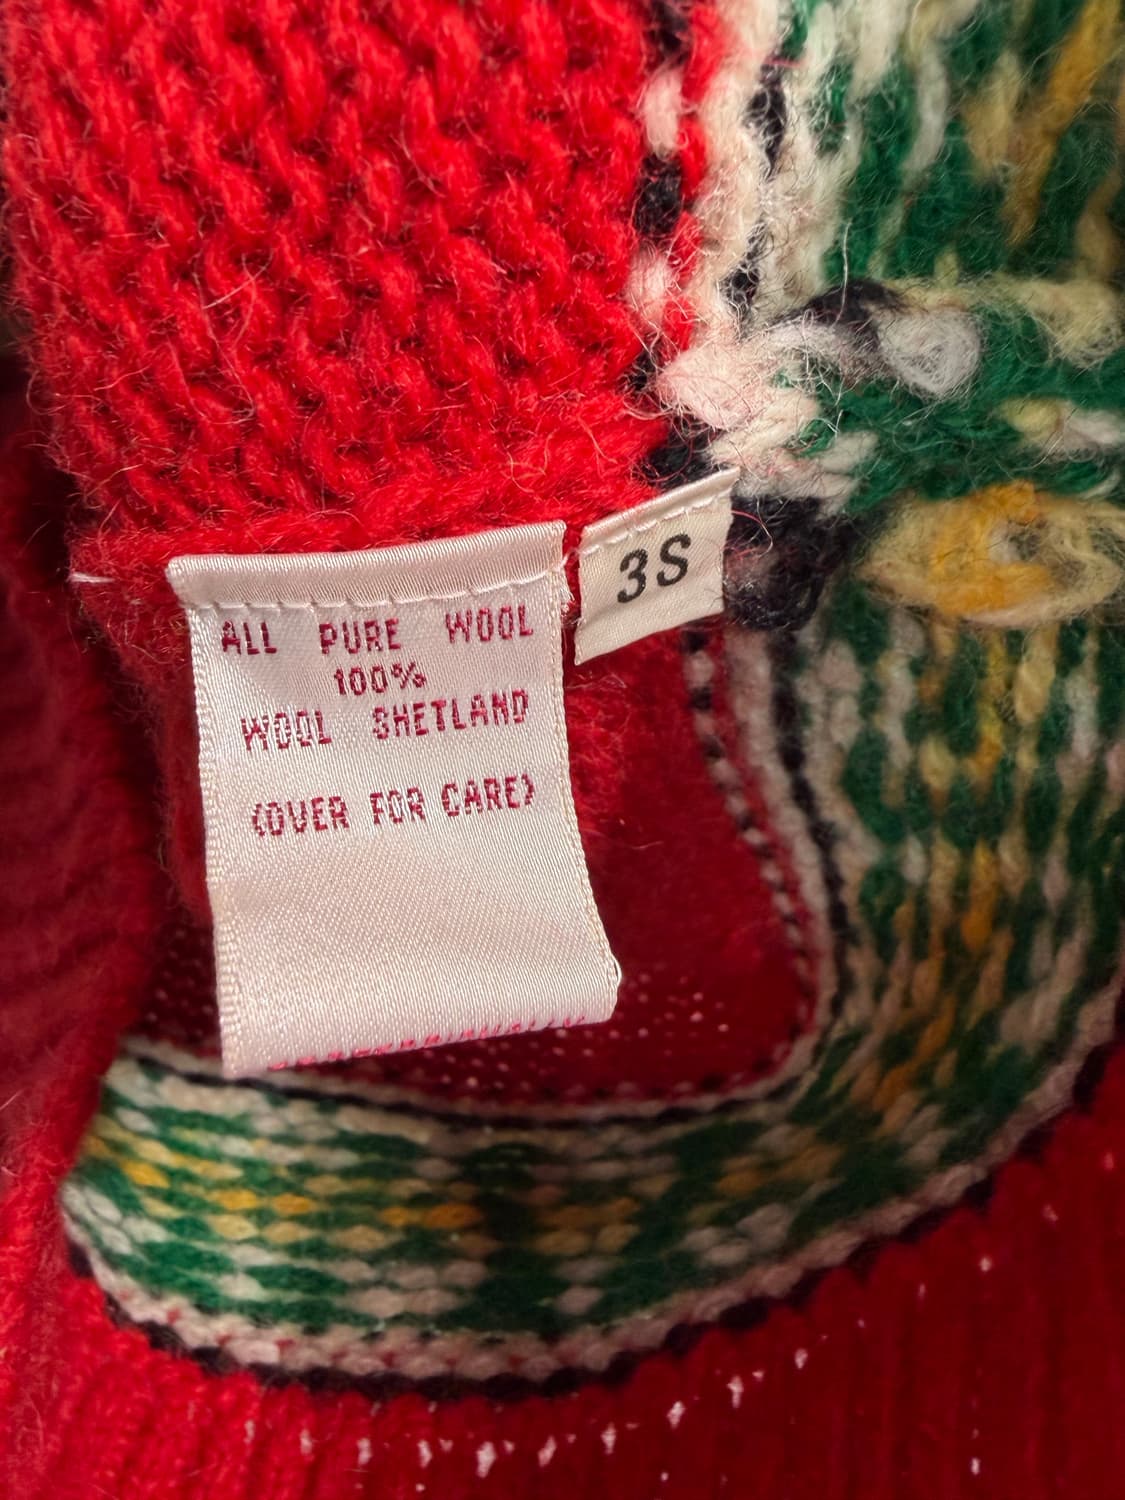 ALL PURE WOOL
100%
WOOL SHETLAND
(OVER FOR CARE)
3S